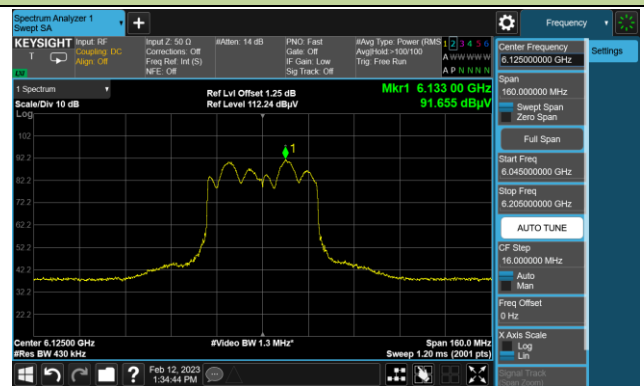 Spectrum Analyzer 1
Swept SA
Frequency
KEYSIGHT
T
LW
Input: RF
Coupling: DC
Align: Off
Input Z: 50 Ω
Corrections: Off
Freq Ref: Int (S)
NFE: Off
#Atten: 14 dB
PNO: Fast
Gate: Off
IF Gain: Low
Sig Track: Off
#Avg Type: Power (RMS
Avg|Hold:>100/100
Trig: Free Run
1 2 3 4 5 6
A W W W W W
A P N N N N
1 Spectrum
Scale/Div 10 dB
Log
Ref Lvl Offset 1.25 dB
Ref Level 112.24 dBµV
Mkr1 6.133 00 GHz
91.655 dBµV
102
92.2
82.2
72.2
62.2
52.2
42.2
32.2
22.2
1
Center 6.12500 GHz
#Res BW 430 kHz
#Video BW 1.3 MHz*
Span 160.0 MHz
Sweep 1.20 ms (2001 pts)
Feb 12, 2023
1:34:44 PM
Center Frequency
6.125000000 GHz
Span
160.000000 MHz
Swept Span
Zero Span
Full Span
Start Freq
6.045000000 GHz
Stop Freq
6.205000000 GHz
AUTO TUNE
CF Step
16.000000 MHz
Auto
Man
Freq Offset
0 Hz
X Axis Scale
Log
Lin
Signal Track
(Span Zoom)
Settings